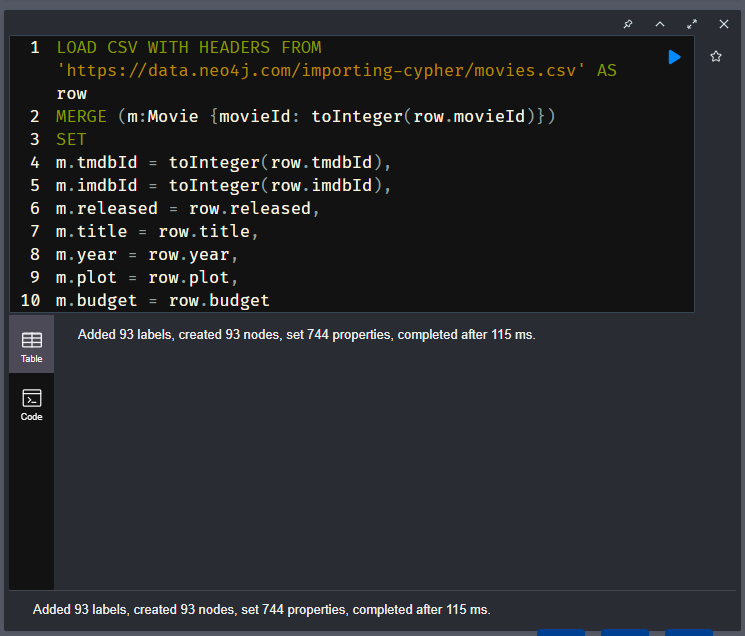 1 LOAD CSV WITH HEADERS FROM
'https://data.neo4j.com/importing-cypher/movies.csv' AS
row
2 MERGE (m:Movie {movieId: toInteger(row.movieId)})
3 SET
4 m.tmdbId = toInteger(row.tmdbId),
5 m.imdbId = toInteger(row.imdbId),
6 m.released = row.released,
7 m.title = row.title,
8 m.year = row.year,
9 m.plot = row.plot,
10 m.budget = row.budget
Table
Added 93 labels, created 93 nodes, set 744 properties, completed after 115 ms.
Code
Added 93 labels, created 93 nodes, set 744 properties, completed after 115 ms.